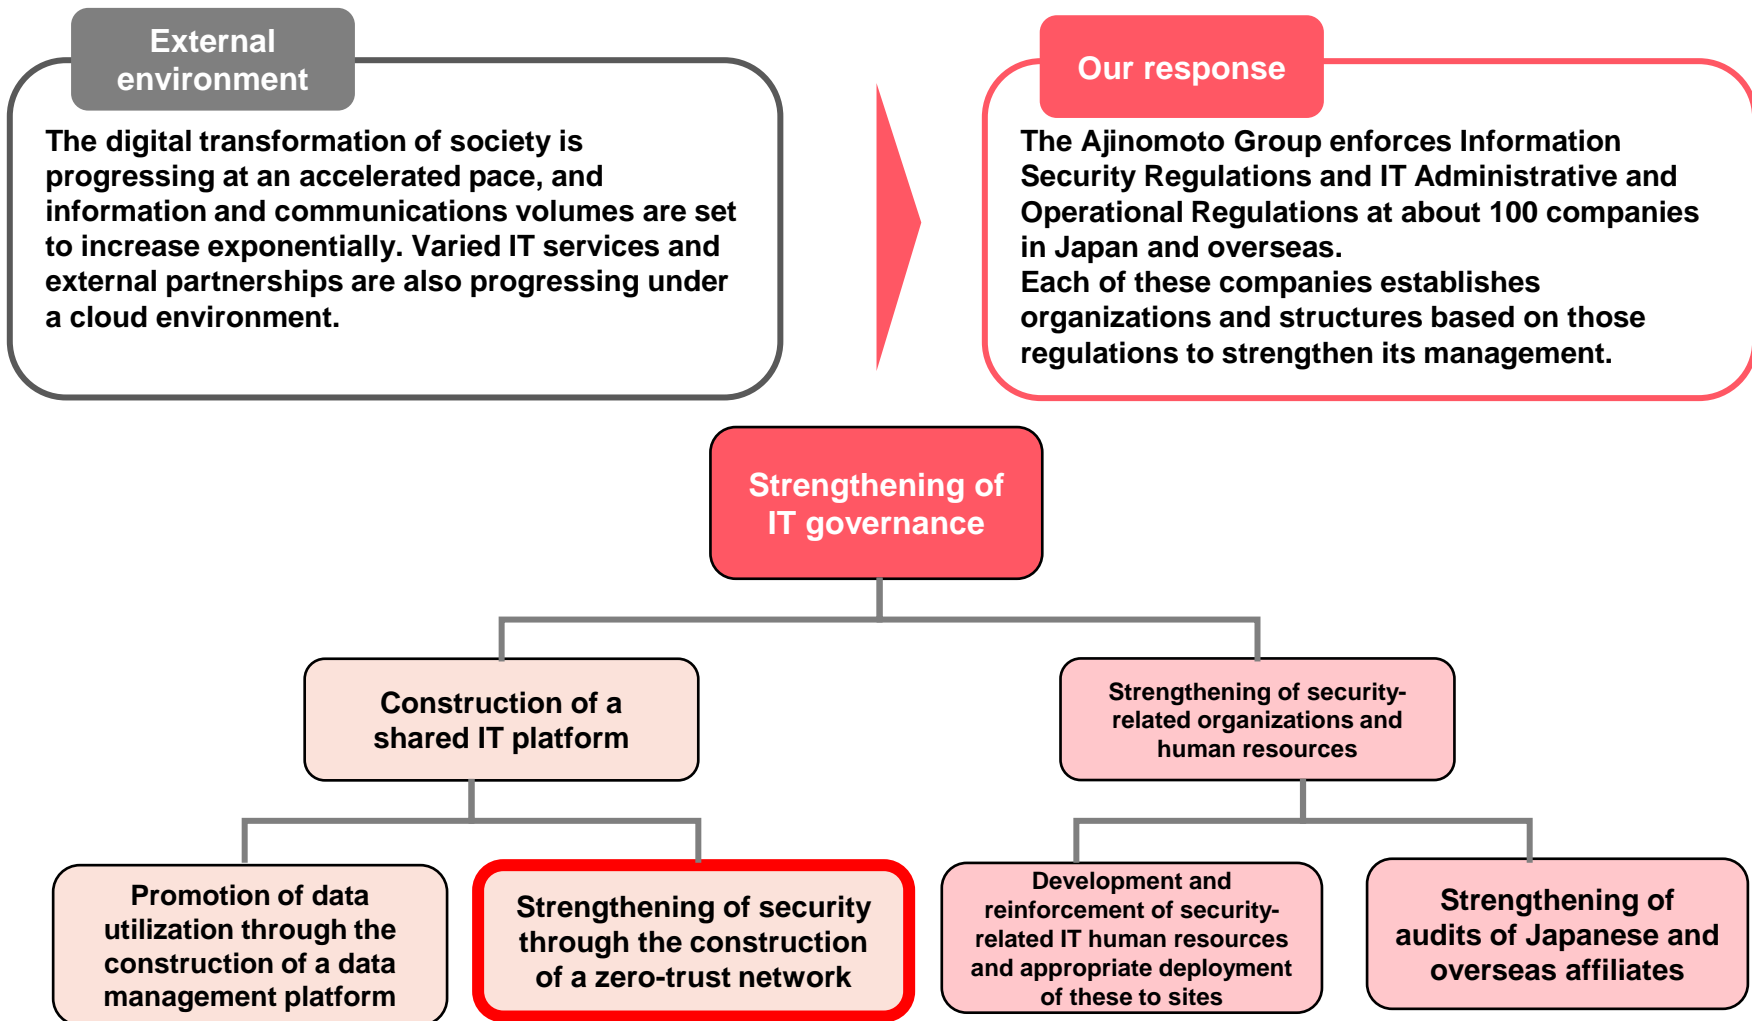 External
environment
The digital transformation of society is
progressing at an accelerated pace, and
information and communications volumes are set
to increase exponentially. Varied IT services and
external partnerships are also progressing under
a cloud environment.
Our response
The Ajinomoto Group enforces Information
Security Regulations and IT Administrative and
Operational Regulations at about 100 companies
in Japan and overseas.
Each of these companies establishes
organizations and structures based on those
regulations to strengthen its management.
Strengthening of
IT governance
Construction of a
shared IT platform
Strengthening of security-
related organizations and
human resources
Promotion of data
utilization through the
construction of a data
management platform
Strengthening of security
through the construction
of a zero-trust network
Development and
reinforcement of security-
related IT human resources
and appropriate deployment
of these to sites
Strengthening of
audits of Japanese and
overseas affiliates